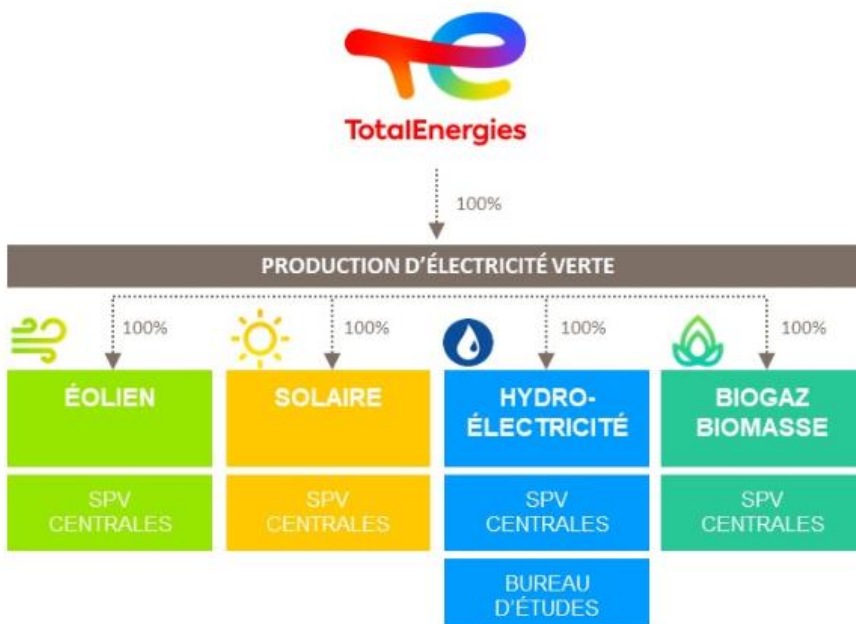 TotalEnergies
100%
PRODUCTION D'ÉLECTRICITÉ VERTE
100%
100%
100%
100%
ÉOLIEN
SOLAIRE
HYDRO-
ÉLECTRICITÉ
BIOGAZ
BIOMASSE
SPV
CENTRALES
SPV
CENTRALES
SPV
CENTRALES
SPV
CENTRALES
BUREAU
D'ÉTUDES